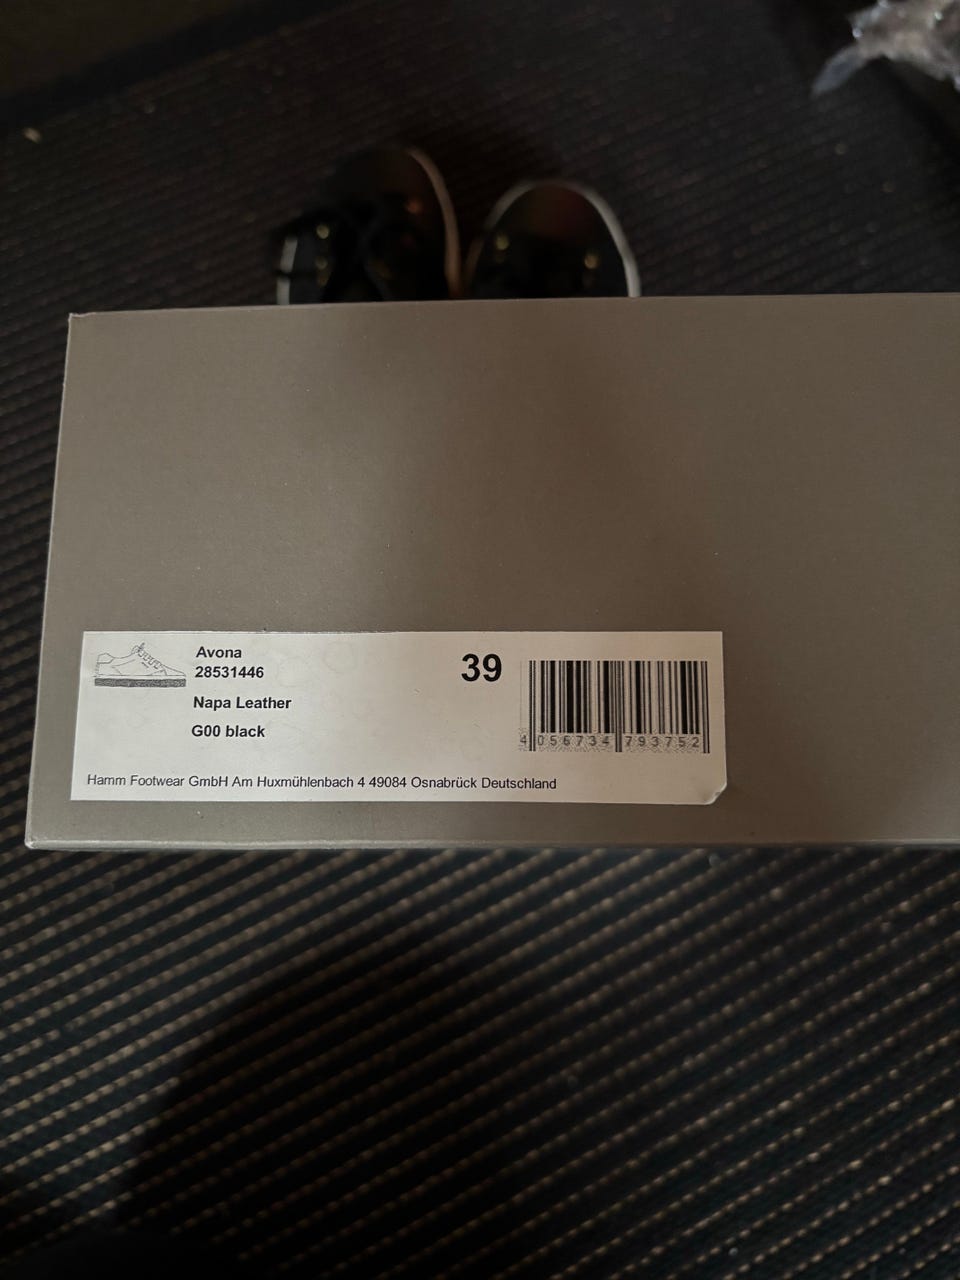 Avona
28531446
39
Napa Leather
G00 black
4 056734 793752
Hamm Footwear GmbH Am Huxmühlenbach 4 49084 Osnabrück Deutschland